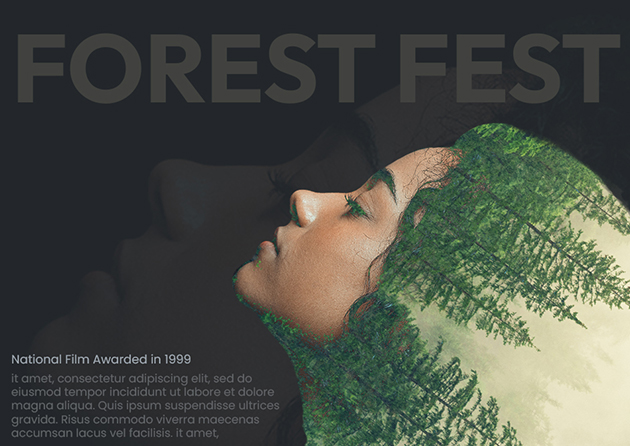 FOREST FEST
National Film Awarded in 1999
it amet, consectetur adipiscing elit, sed do
eiusmod tempor incididunt ut labore et dolore
magna aliqua. Quis ipsum suspendisse ultrices
gravida. Risus commodo viverra maecenas
accumsan lacus vel facilisis. it amet,